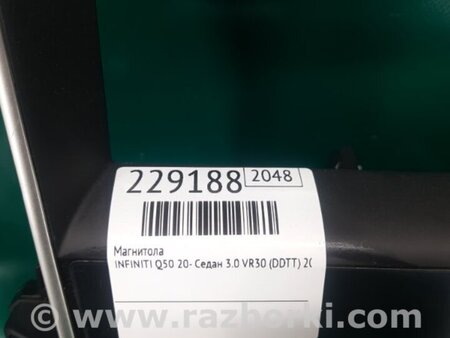 229188 2048
Магнитола
INFINITI Q50 20- Седан 3.0 VR30 (DDTT) 20
www.razborki.com